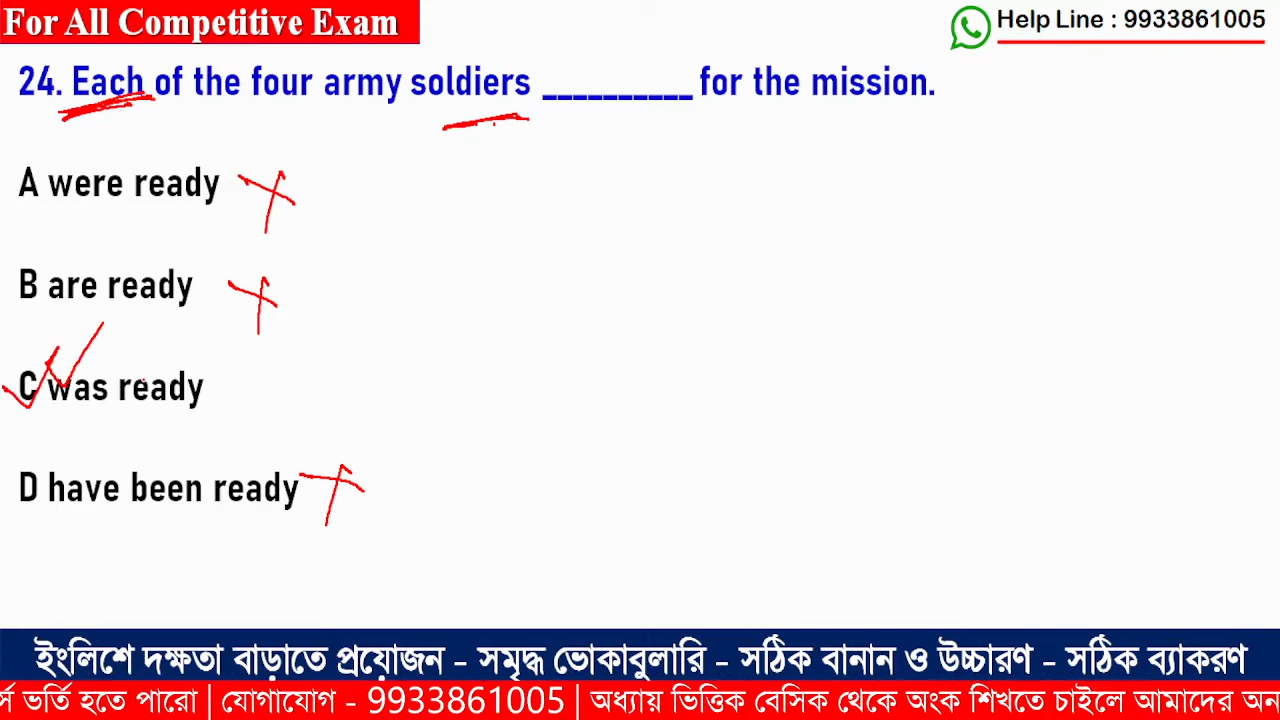 For All Competitive Exam
Help Line : 9933861005
24. Each of the four army soldiers __________ for the mission.
A were ready
B are ready
C was ready
D have been ready
ইংলিশে দক্ষতা বাড়াতে প্রয়োজন - সমৃদ্ধ ভোকাবুলারি - সঠিক বানান ও উচ্চারণ - সঠিক ব্যাকরণ
ভর্তি হতে পারো | যোগাযোগ - 9933861005 | অধ্যায় ভিত্তিক বেসিক থেকে অংক শিখতে চাইলে আমাদের